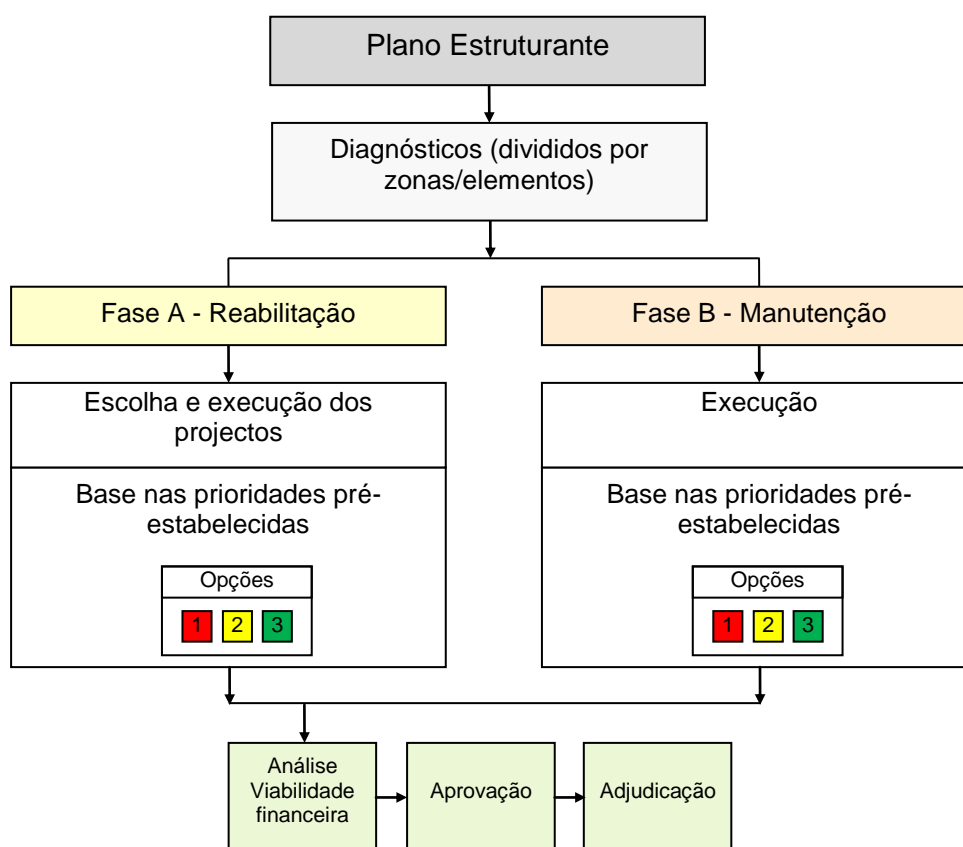 Plano Estruturante
Diagnósticos (divididos por
zonas/elementos)
Fase A - Reabilitação
Fase B - Manutenção
Escolha e execução dos
projectos
Execução
Base nas prioridades pré-
estabelecidas
Base nas prioridades pré-
estabelecidas
Opções
1 2 3
Opções
1 2 3
Análise
Viabilidade
financeira
Aprovação
Adjudicação